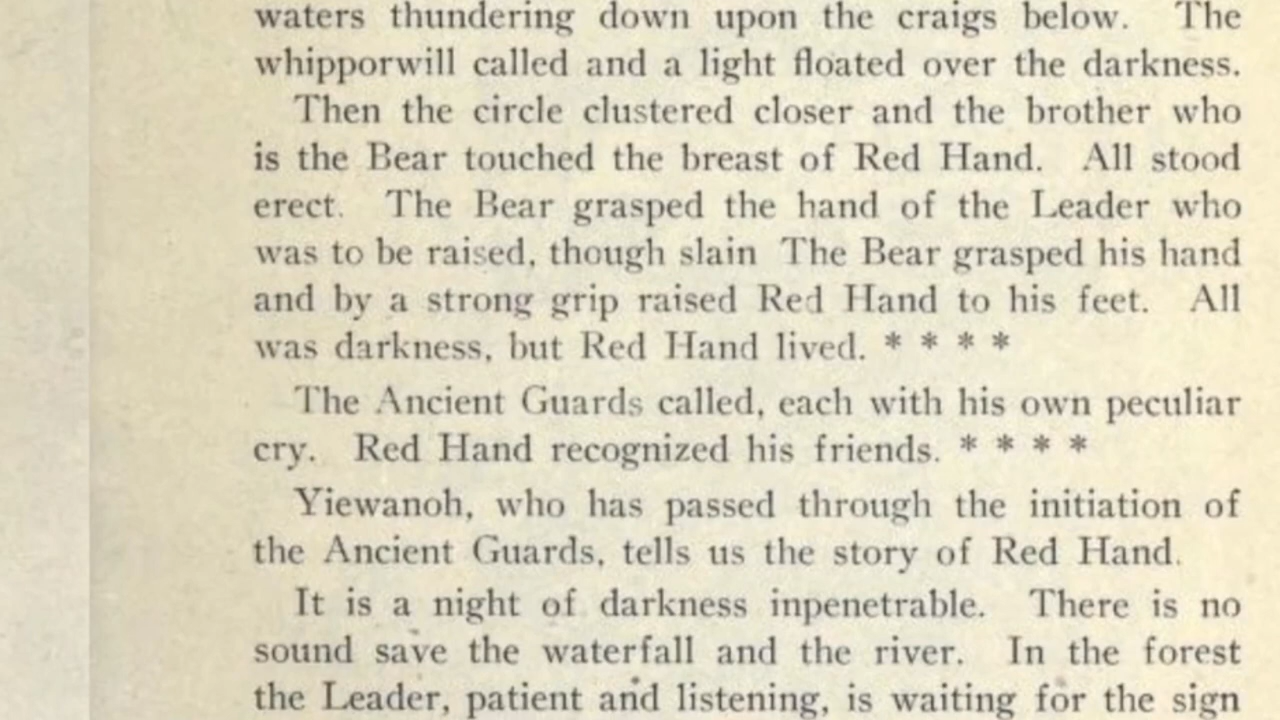 waters thundering down upon the craigs below. The
whipporwill called and a light floated over the darkness.
Then the circle clustered closer and the brother who
is the Bear touched the breast of Red Hand. All stood
erect. The Bear grasped the hand of the Leader who
was to be raised, though slain The Bear grasped his hand
and by a strong grip raised Red Hand to his feet. All
was darkness, but Red Hand lived. * * * *
The Ancient Guards called, each with his own peculiar
cry. Red Hand recognized his friends. * * * *
Yiewanoh, who has passed through the initiation of
the Ancient Guards, tells us the story of Red Hand.
It is a night of darkness inpenetrable. There is no
sound save the waterfall and the river. In the forest
the Leader, patient and listening, is waiting for the sign